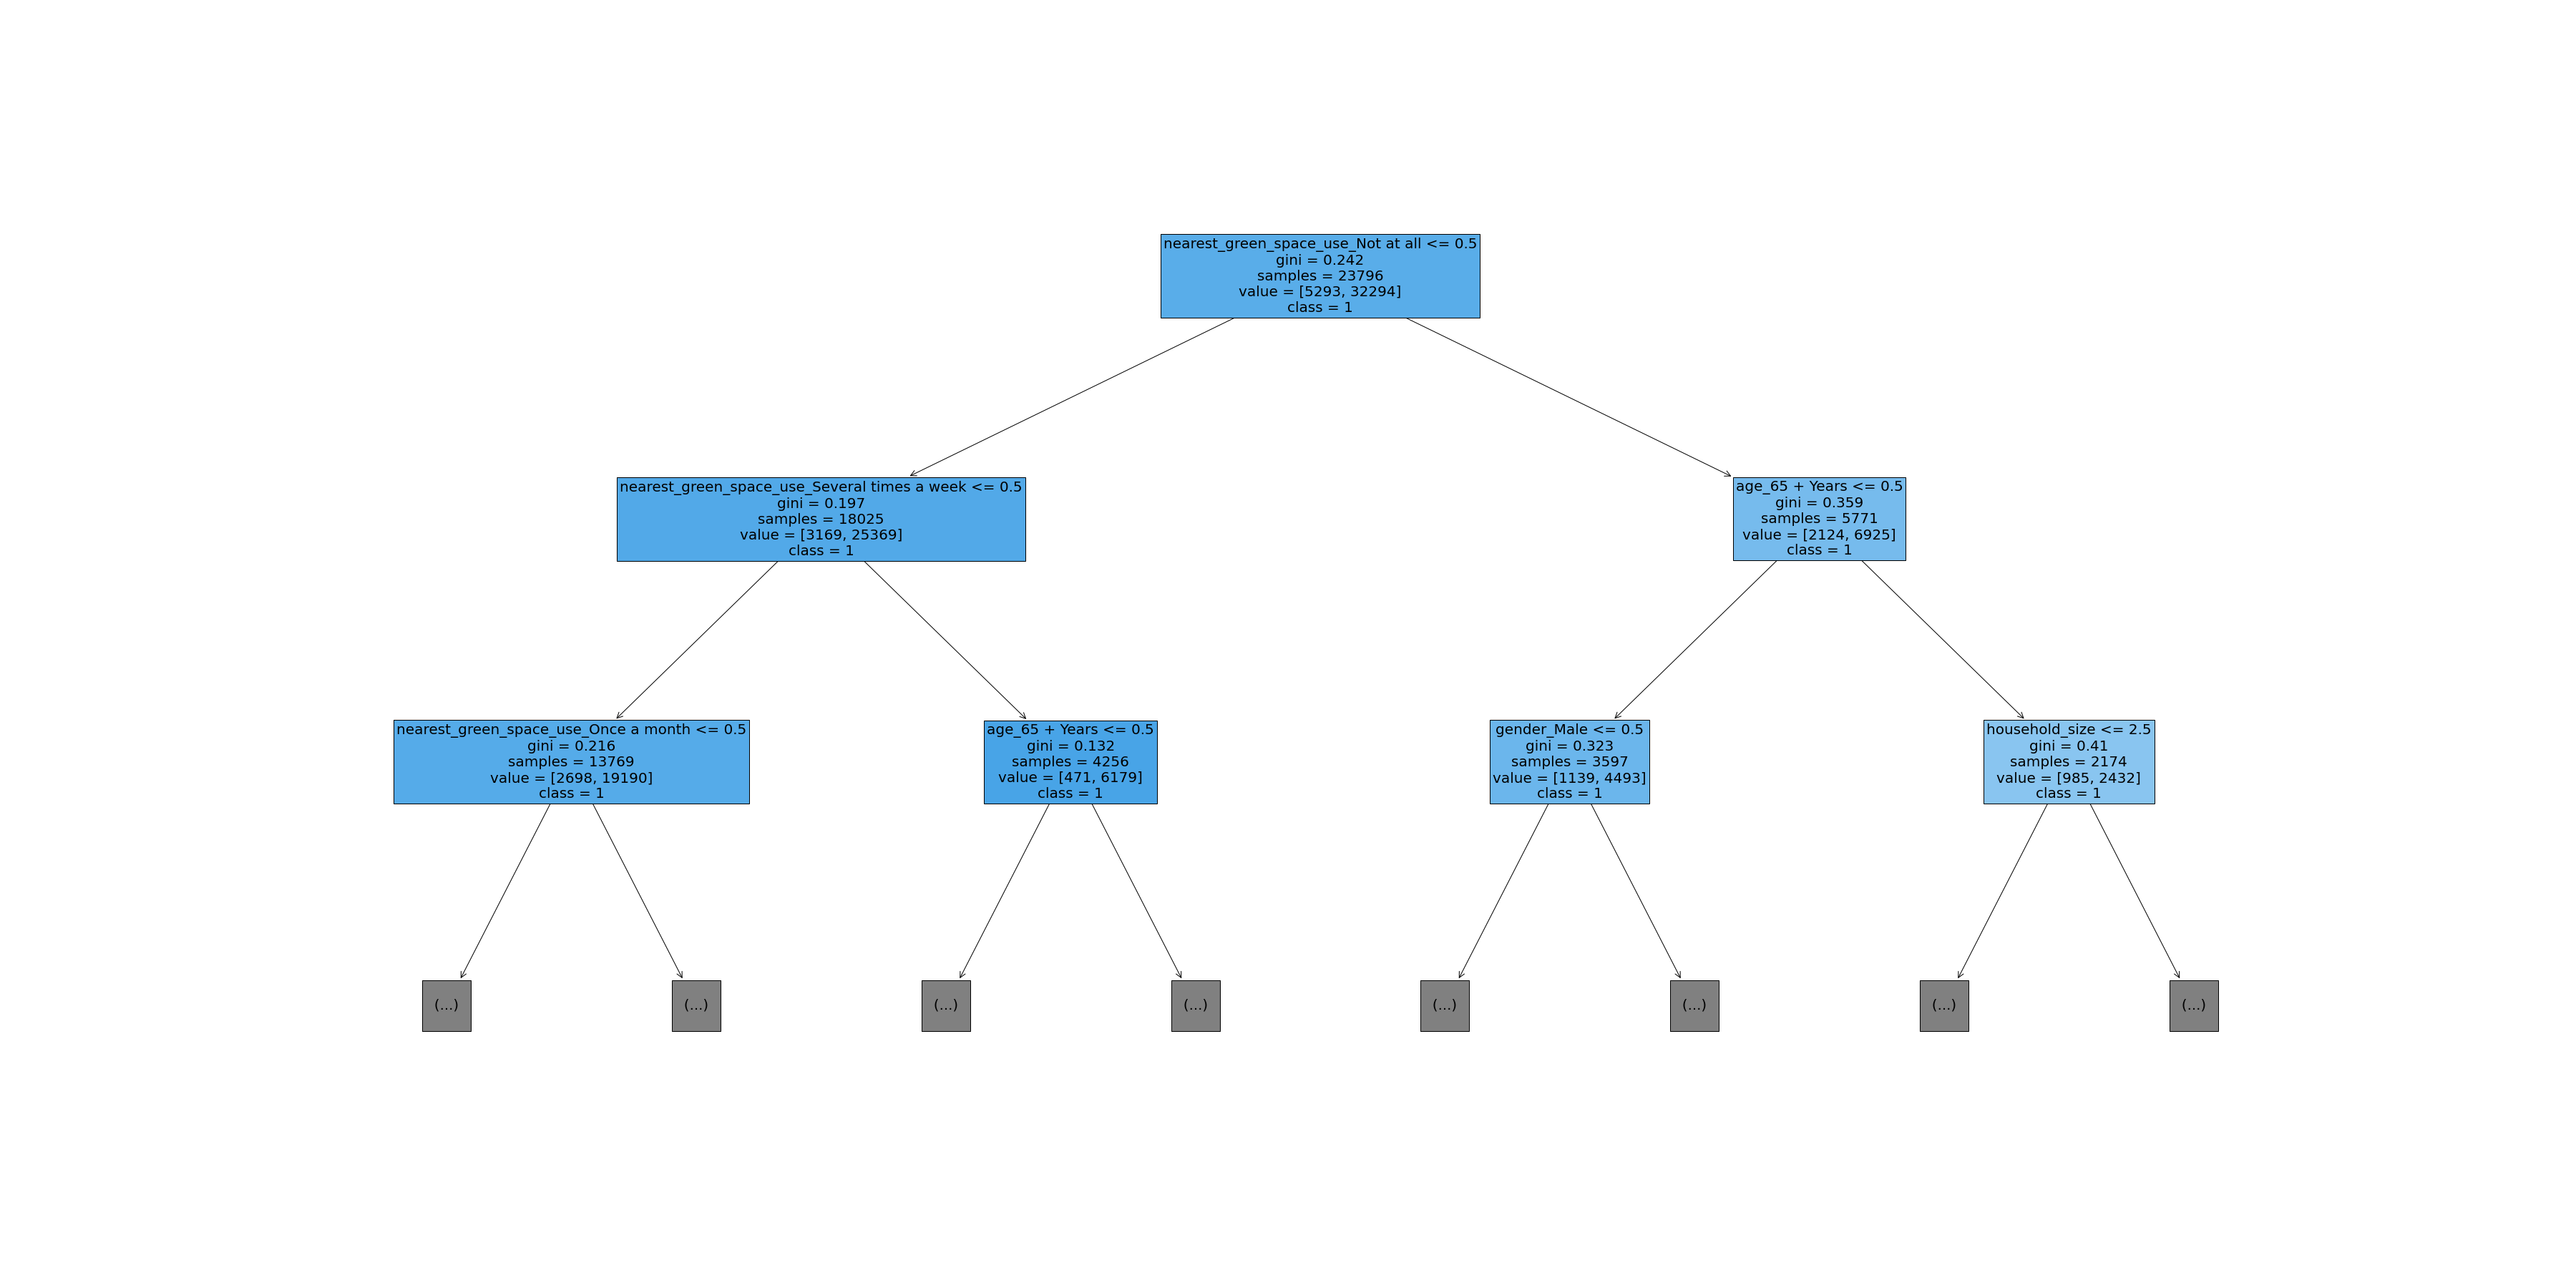 nearest_green_space_use_Not at all <= 0.5
gini = 0.242
samples = 23796
value = [5293, 32294]
class = 1
nearest_green_space_use_Several times a week <= 0.5
gini = 0.197
samples = 18025
value = [3169, 25369]
class = 1
age_65 + Years <= 0.5
gini = 0.359
samples = 5771
value = [2124, 6925]
class = 1
nearest_green_space_use_Once a month <= 0.5
gini = 0.216
samples = 13769
value = [2698, 19190]
class = 1
age_65 + Years <= 0.5
gini = 0.132
samples = 4256
value = [471, 6179]
class = 1
gender_Male <= 0.5
gini = 0.323
samples = 3597
value = [1139, 4493]
class = 1
household_size <= 2.5
gini = 0.41
samples = 2174
value = [985, 2432]
class = 1
(...)
(...)
(...)
(...)
(...)
(...)
(...)
(...)